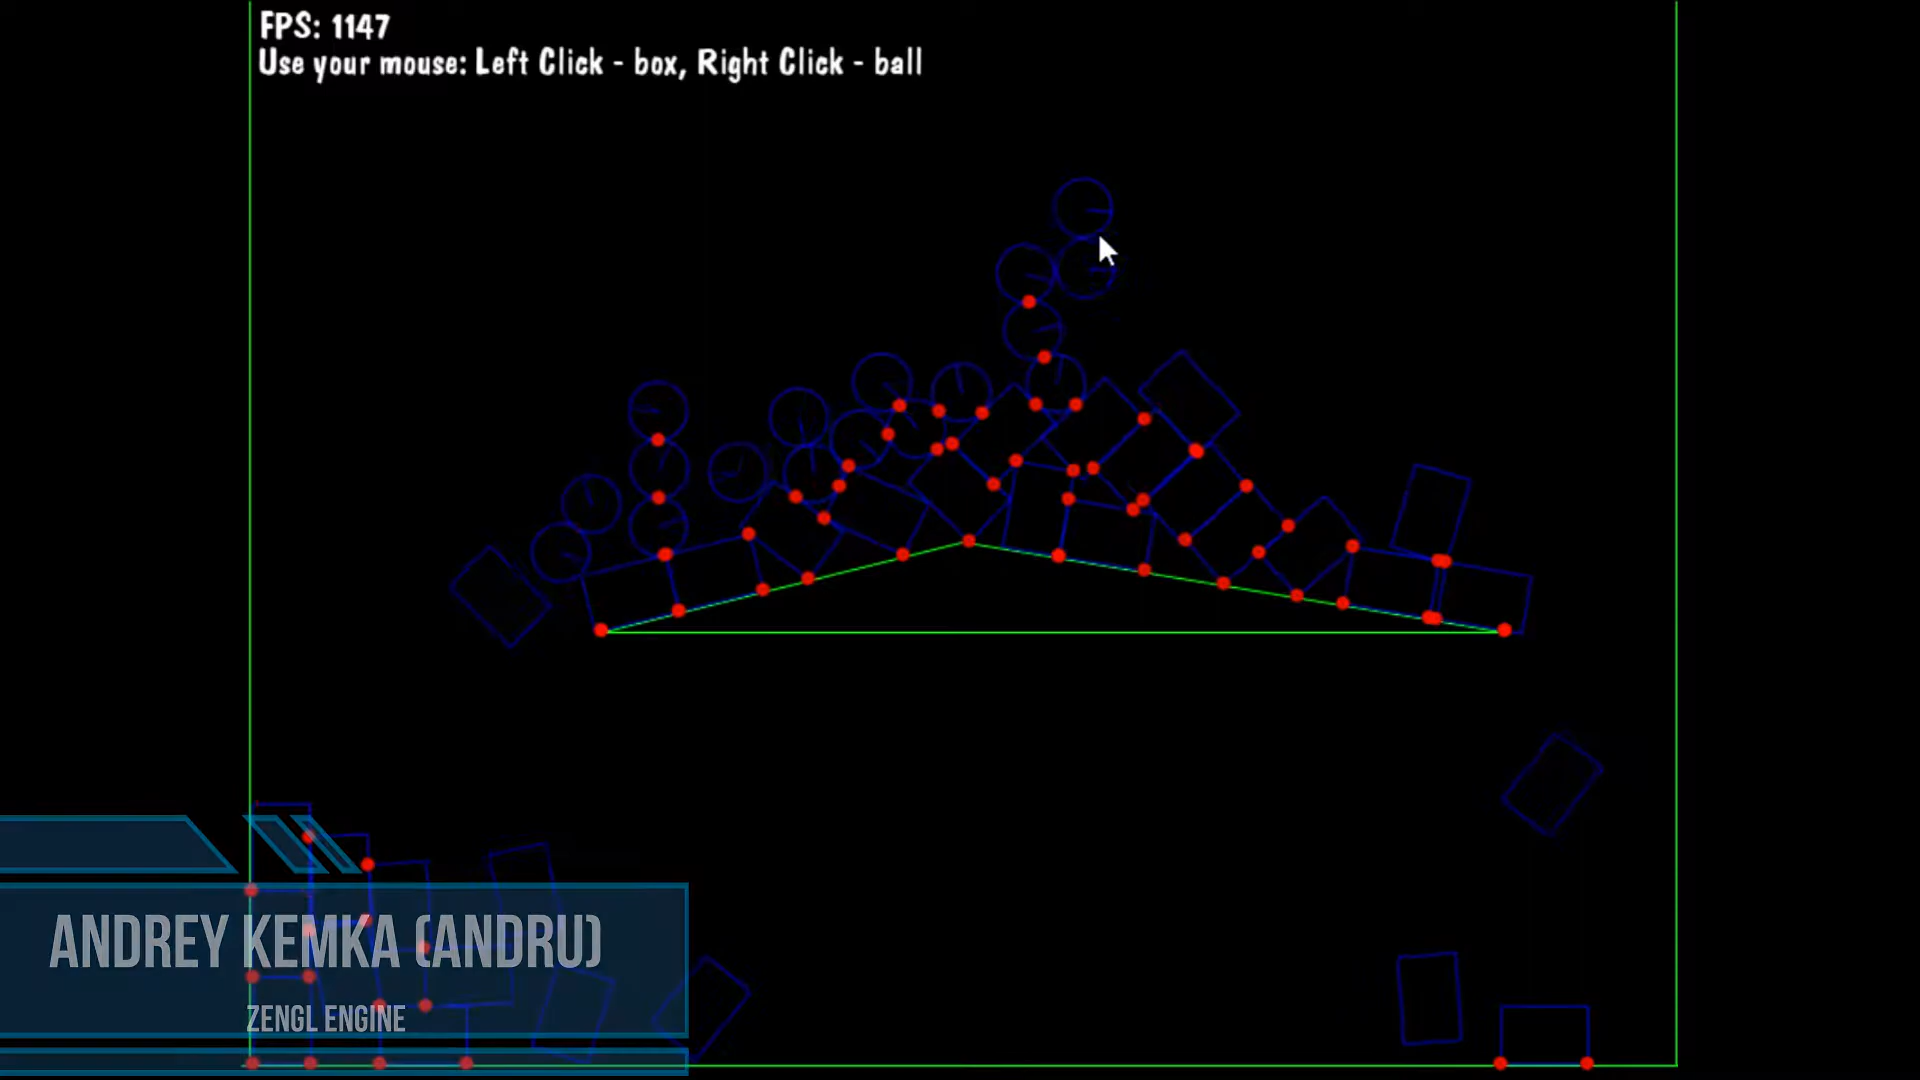 FPS: 1147
Use your mouse: Left Click - box, Right Click - ball
ANDREY KEMKA (ANDRU)
ZENGL ENGINE